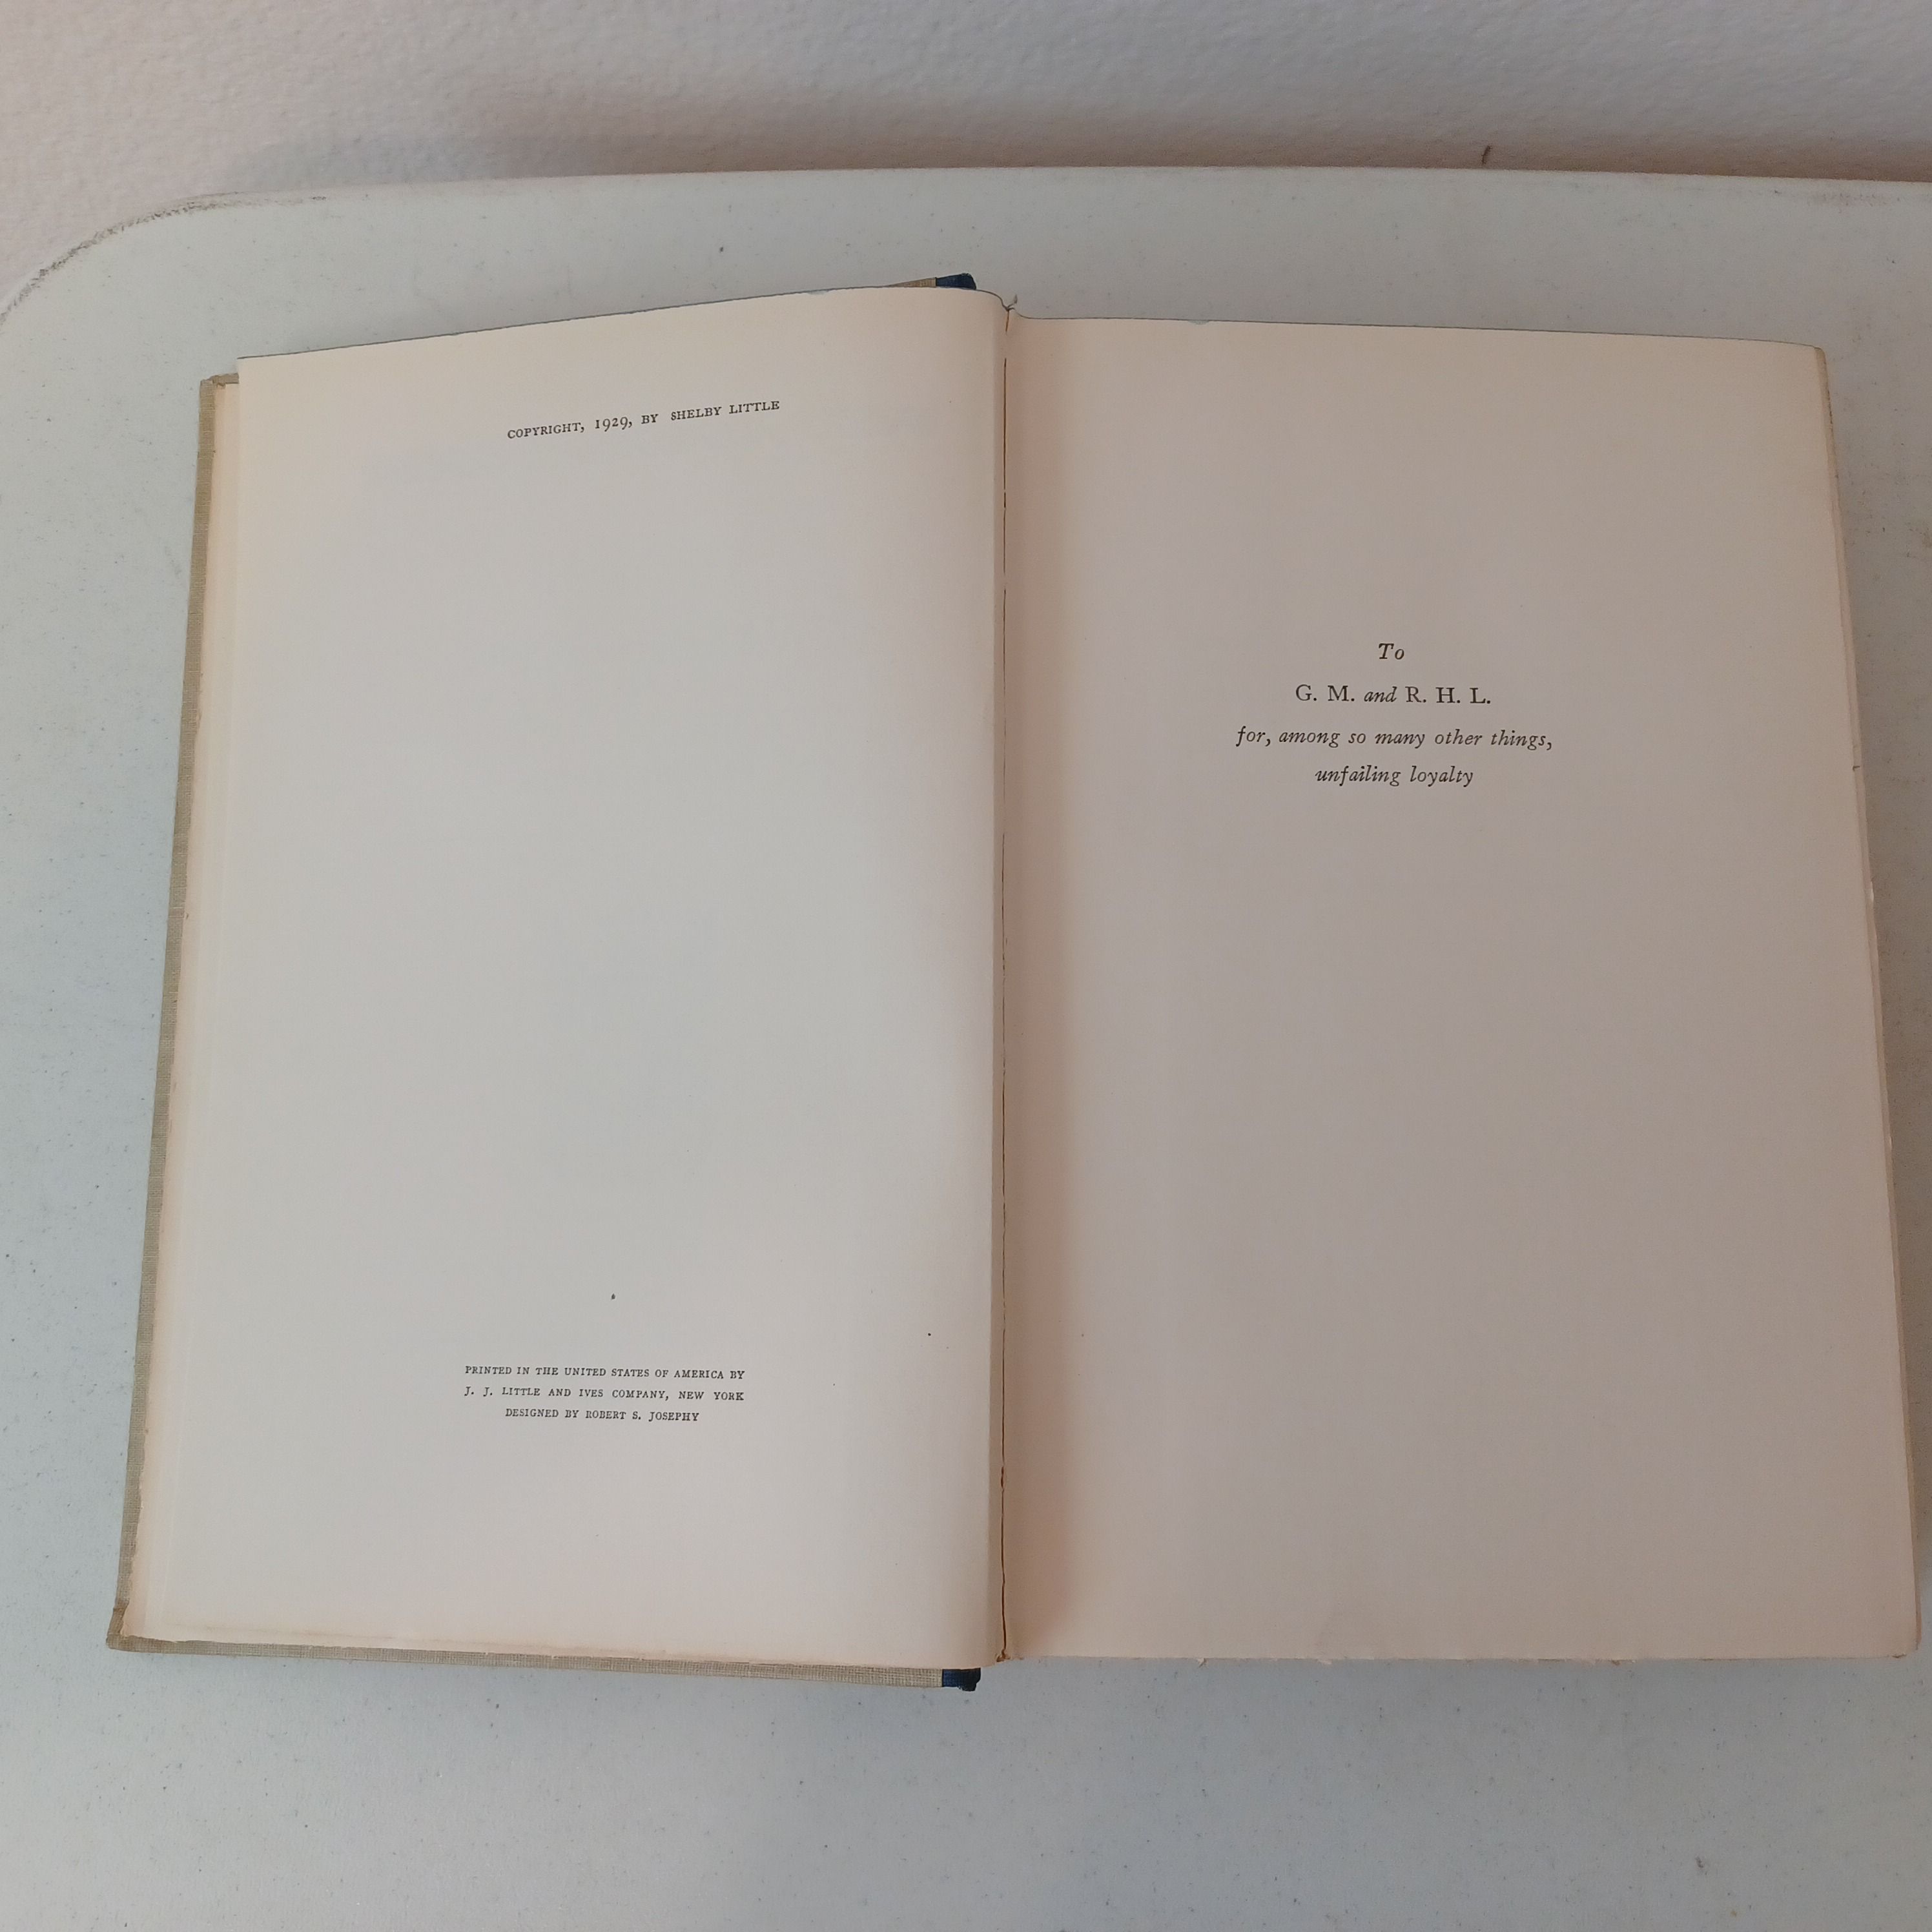 COPYRIGHT, 1929, BY SHELBY LITTLE
PRINTED IN THE UNITED STATES OF AMERICA BY
J. J. LITTLE AND IVES COMPANY, NEW YORK
DESIGNED BY ROBERT S. JOSEPHY
To
G. M. and R. H. L.
for, among so many other things,
unfailing loyalty